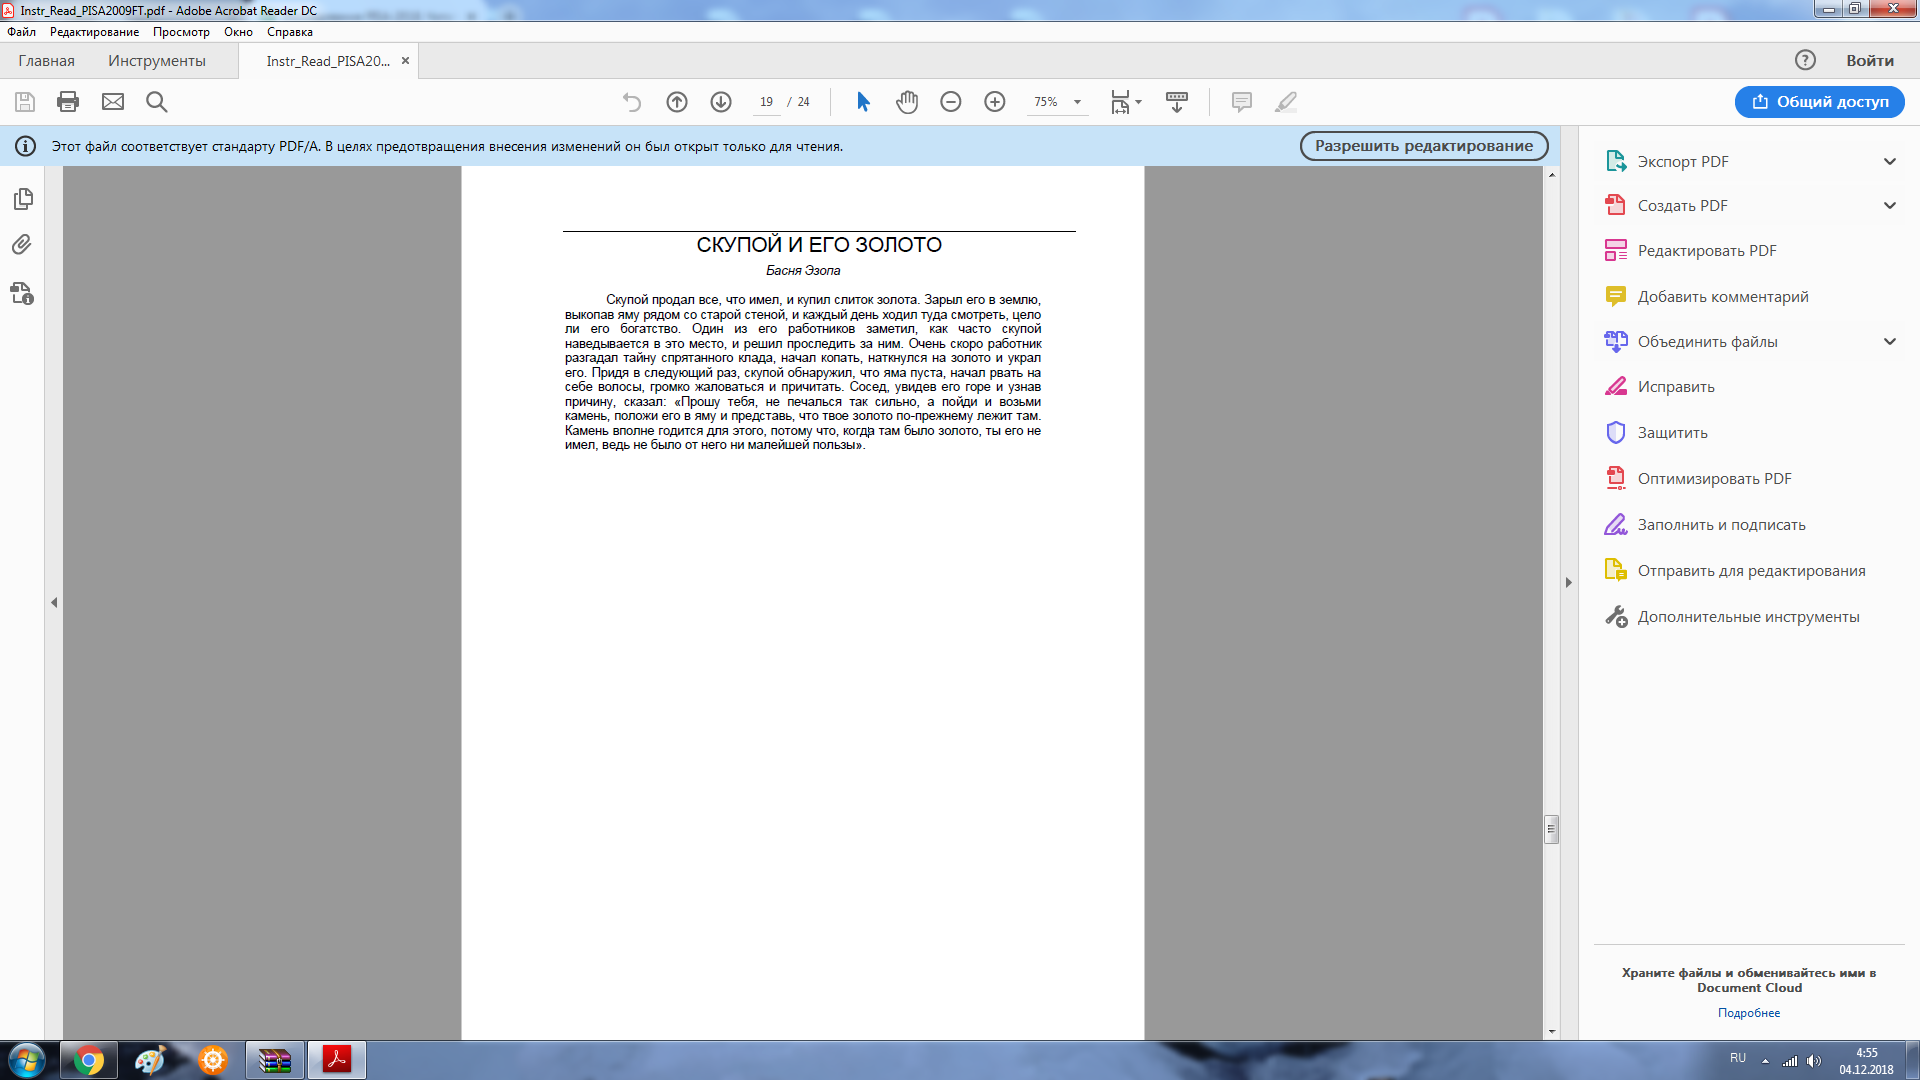 Instr_Read_PISA2009FT.pdf - Adobe Acrobat Reader DC
Файл Редактирование Просмотр Окно Справка
Главная Инструменты Instr_Read_PISA20... × Войти
19 / 24 75% Общий доступ
Этот файл соответствует стандарту PDF/A. В целях предотвращения внесения изменений он был открыт только для чтения. Разрешить редактирование
СКУПОЙ И ЕГО ЗОЛОТО
Басня Эзопа
Скупой продал все, что имел, и купил слиток золота. Зарыл его в землю,
выкопав яму рядом со старой стеной, и каждый день ходил туда смотреть, цело
ли его богатство. Один из его работников заметил, как часто скупой
наведывается в это место, и решил проследить за ним. Очень скоро работник
разгадал тайну спрятанного клада, начал копать, наткнулся на золото и украл
его. Придя в следующий раз, скупой обнаружил, что яма пуста, начал рвать на
себе волосы, громко жаловаться и причитать. Сосед, увидев его горе и узнав
причину, сказал: «Прошу тебя, не печалься так сильно, а пойди и возьми
камень, положи его в яму и представь, что твое золото по-прежнему лежит там.
Камень вполне годится для этого, потому что, когда там было золото, ты его не
имел, ведь не было от него ни малейшей пользы».
Экспорт PDF
Создать PDF
Редактировать PDF
Добавить комментарий
Объединить файлы
Исправить
Защитить
Оптимизировать PDF
Заполнить и подписать
Отправить для редактирования
Дополнительные инструменты
Храните файлы и обменивайтесь ими в
Document Cloud
Подробнее
RU
4:55
04.12.2018